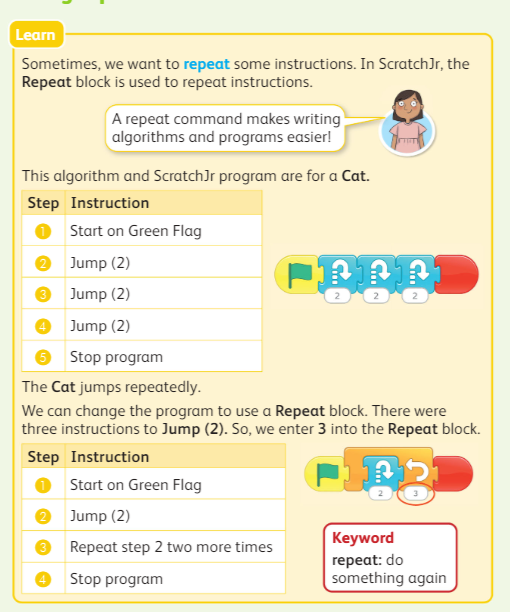 Learn
Sometimes, we want to repeat some instructions. In ScratchJr, the
Repeat block is used to repeat instructions.
A repeat command makes writing
algorithms and programs easier!
This algorithm and ScratchJr program are for a Cat.
Step Instruction
1 Start on Green Flag
2 Jump (2)
3 Jump (2)
4 Jump (2)
5 Stop program
2 2 2
The Cat jumps repeatedly.
We can change the program to use a Repeat block. There were
three instructions to Jump (2). So, we enter 3 into the Repeat block.
Step Instruction
1 Start on Green Flag
2 Jump (2)
3 Repeat step 2 two more times
4 Stop program
2 3
Keyword
repeat: do
something again